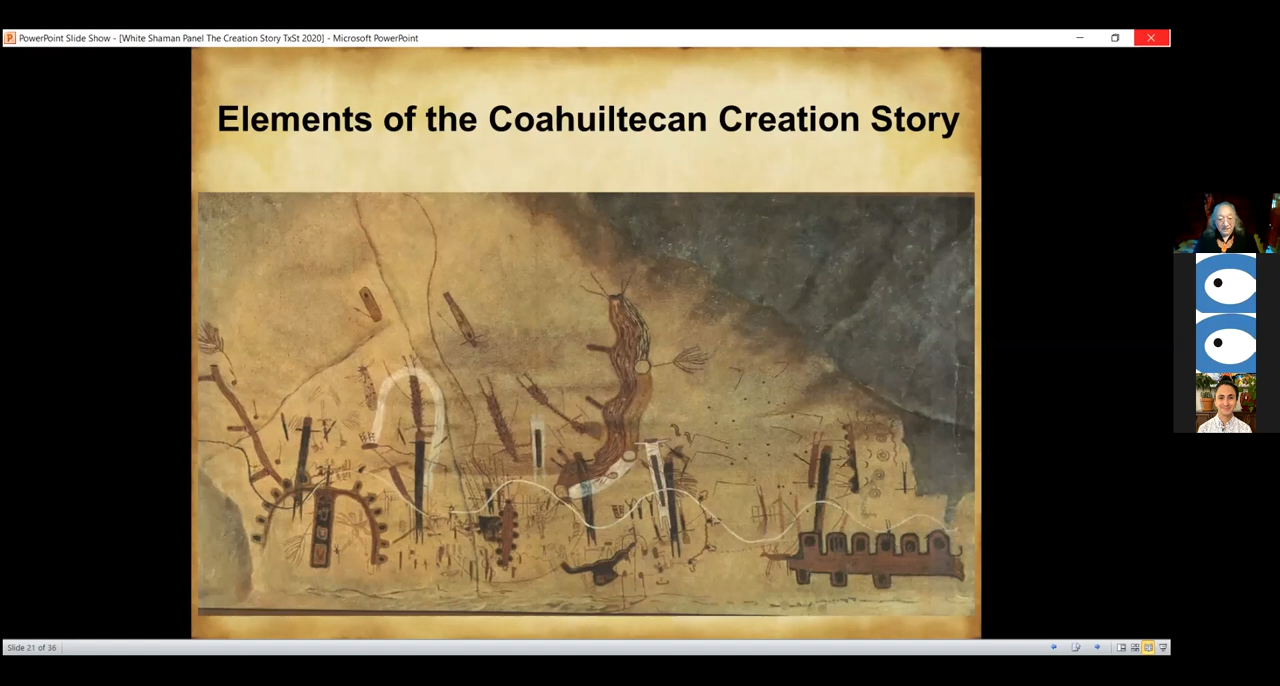 PowerPoint Slide Show - [White Shaman Panel The Creation Story TxSt 2020] - Microsoft PowerPoint
Elements of the Coahuiltecan Creation Story
Slide 21 of 36